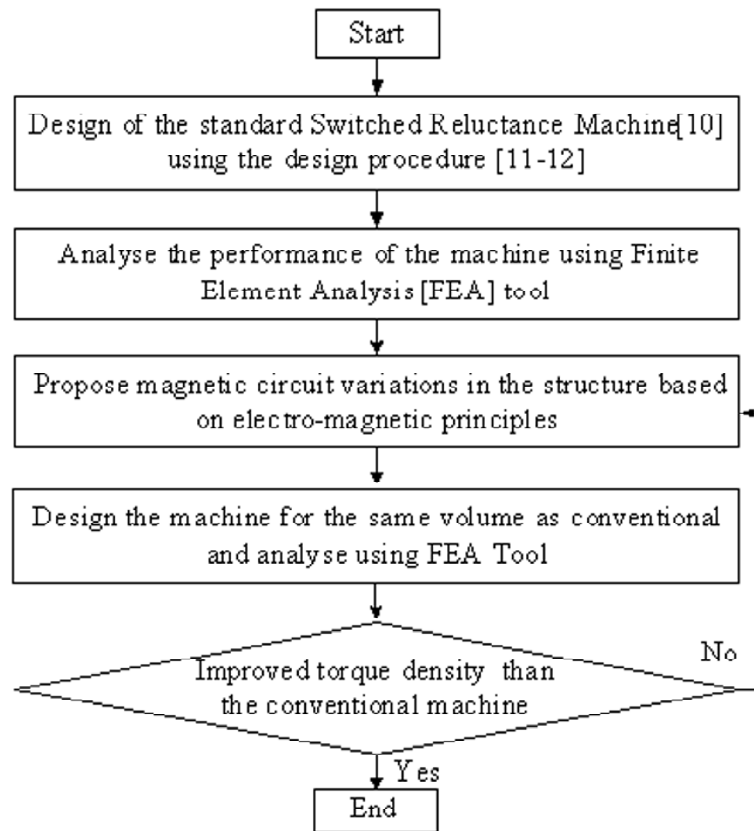 Start
Design of the standard Switched Reluctance Machine[10]
using the design procedure [11-12]
Analyse the performance of the machine using Finite
Element Analysis [FEA] tool
Propose magnetic circuit variations in the structure based
on electro-magnetic principles
Design the machine for the same volume as conventional
and analyse using FEA Tool
Improved torque density than
the conventional machine
No
Yes
End